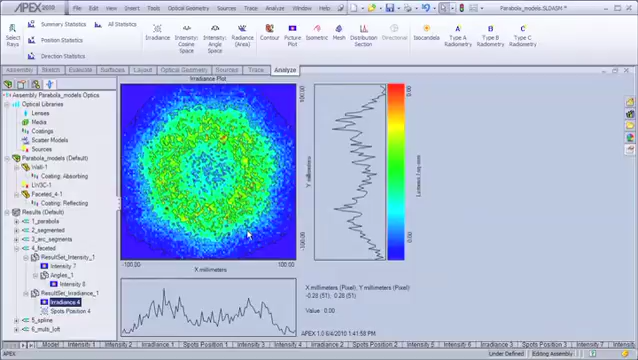 APEX 2010
File Edit View Insert Tools Optical Geometry Sources Trace Analyze Window Help
Parabola_models.SLDASM *
Select Rays
Summary Statistics
All Statistics
Position Statistics
Direction Statistics
Irradiance
Intensity: Cosine Space
Intensity: Angle Space
Radiance (Area)
Contour
Picture Plot
Isometric
Mesh
Distribution Section
Directional
Isocandela
Type A Radiometry
Type B Radiometry
Type C Radiometry
Assembly Sketch Surfaces Layout Optical Geometry Sources Trace Analyze
Irradiance Plot
Assembly Parabola_models Optics
Optical Libraries
Lenses
Media
Coatings
Scatter Models
Sources
Parabola_models (Default)
Wall-1
Coating: Absorbing
LW3C-1
Faceted_4-1
Coating: Reflecting
Results (Default)
1_parabola
2_segmented
3_arc_segments
4_faceted
ResultSet_Intensity_1
Intensity 7
Angles_1
Intensity 8
ResultSet_Irradiance_1
Irradiance 4
Spots Position 4
5_spline
6_multi_loft
100.00
Y millimeters
-100.00
-100.00
X millimeters
100.00
0.00
X millimeters (Pixel), Y millimeters (Pixel)
-0.28 (51) 0.28 (51)
Value: 0.00
APEX 1.0 6/4/2010 1:41:58 PM
Model Intensity 1 Intensity 2 Irradiance 1 Spots Position 1 Intensity 3 Intensity 4 Irradiance 2 Spots Position 2 Intensity 5 Intensity 6 Irradiance 3 Spots Position 3 Intensity 7
Under Defined
Editing Assembly